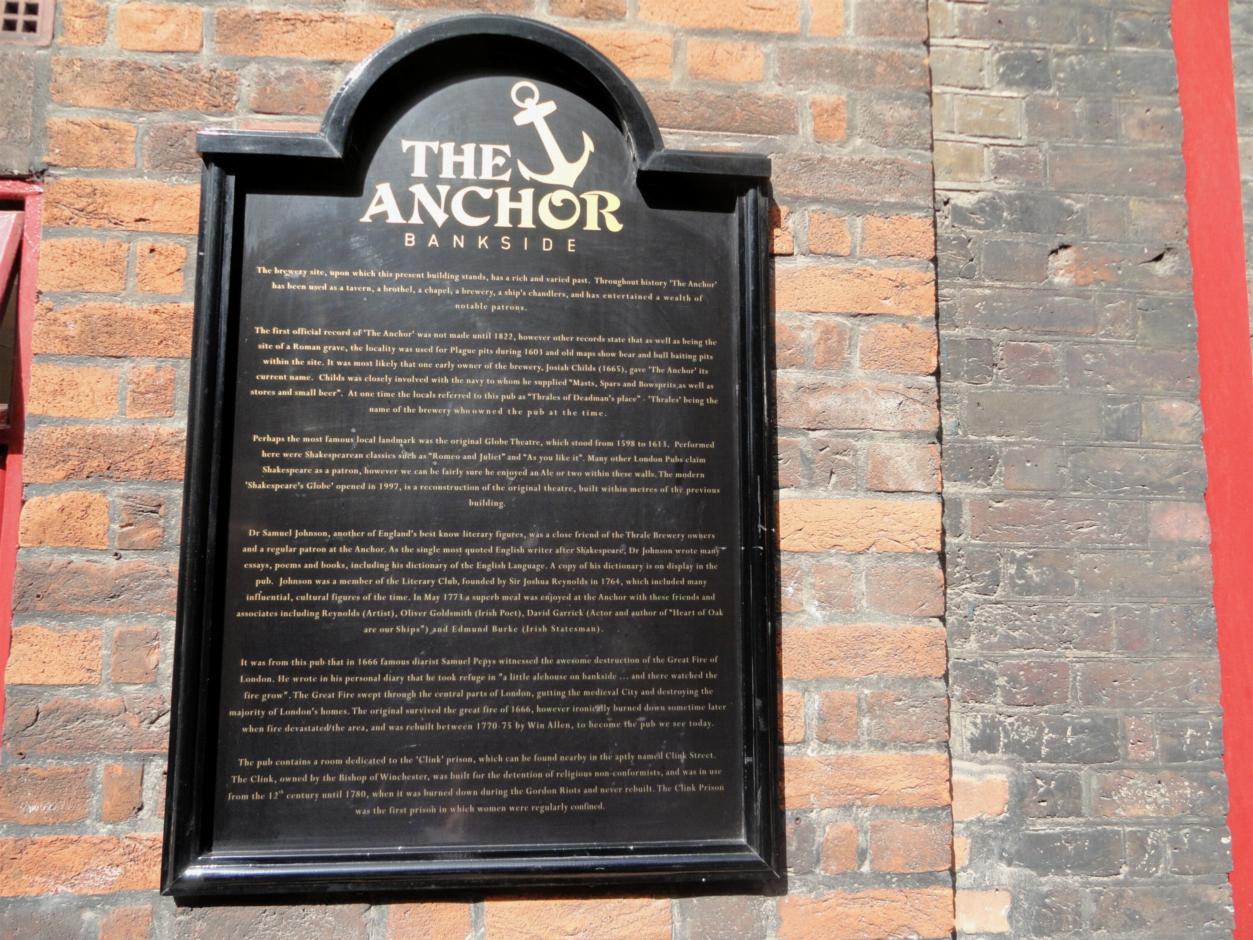 THE
ANCHOR
BANKSIDE
The brewery site, upon which this present building stands, has a rich and varied past. Throughout history 'The Anchor'
has been used as a tavern, a brothel, a chapel, a brewery, a ship's chandlers, and has entertained a wealth of
notable patrons.
The first official record of 'The Anchor' was not made until 1822, however other records state that as well as being the
site of a Roman grave, the locality was used for Plague pits during 1603 and old maps show bear and bull baiting pits
within the site. It was most likely that one early owner of the brewery, Josiah Childs (1665), gave 'The Anchor' its
current name. Childs was closely involved with the navy to whom he supplied "Masts, Spars and Bowsprits as well as
stores and small beer". At one time the locals referred to this pub as "Thrales of Deadman's place" - 'Thrales' being the
name of the brewery who owned the pub at the time.
Perhaps the most famous local landmark was the original Globe Theatre, which stood from 1598 to 1613. Performed
here were Shakespearean classics such as "Romeo and Juliet" and "As you like it". Many other London Pubs claim
Shakespeare as a patron, however we can be fairly sure he enjoyed an Ale or two within these walls. The modern
'Shakespeare's Globe' opened in 1997, is a reconstruction of the original theatre, built within metres of the previous
building.
Dr Samuel Johnson, another of England's best know literary figures, was a close friend of the Thrale Brewery owners
and a regular patron at the Anchor. As the single most quoted English writer after Shakespeare, Dr Johnson wrote many
essays, poems and books, including his dictionary of the English Language. A copy of his dictionary is on display in the
pub. Johnson was a member of the Literary Club, founded by Sir Joshua Reynolds in 1764, which included many
influential, cultural figures of the time. In May 1773 a superb meal was enjoyed at the Anchor with these friends and
associates including Reynolds (Artist), Oliver Goldsmith (Irish Poet), David Garrick (Actor and author of "Heart of Oak
are our Ships") and Edmund Burke (Irish Statesman).
It was from this pub that in 1666 famous diarist Samuel Pepys witnessed the awesome destruction of the Great Fire of
London. He wrote in his personal diary that he took refuge in "a little alehouse on bankside ... and there watched the
fire grow". The Great Fire swept through the central parts of London, gutting the medieval City and destroying the
majority of London's homes. The original survived the great fire of 1666, however ironically burned down sometime later
when fire devastated the area, and was rebuilt between 1770-75 by Win Allen, to become the pub we see today.
The pub contains a room dedicated to the 'Clink' prison, which can be found nearby in the aptly named Clink Street.
The Clink, owned by the Bishop of Winchester, was built for the detention of religious non-conformists, and was in use
from the 12th century until 1780, when it was burned down during the Gordon Riots and never rebuilt. The Clink Prison
was the first prison in which women were regularly confined.